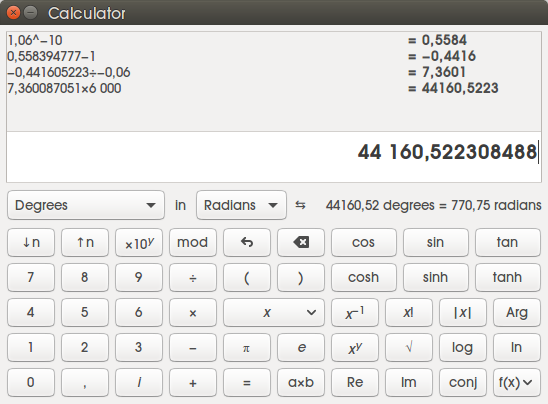 Calculator
1,06^−10 = 0,5584
0,558394777−1 = −0,4416
−0,441605223÷−0,06 = 7,3601
7,360087051×6 000 = 44160,5223
44 160,522308488
Degrees in Radians ⇆ 44160,52 degrees = 770,75 radians
↓n ↑n ×10^y mod cos sin tan
7 8 9 ÷ ( ) cosh sinh tanh
4 5 6 × x x⁻¹ x! |x| Arg
1 2 3 − π e x^y √ log ln
0 , i + = a×b Re Im conj f(x)